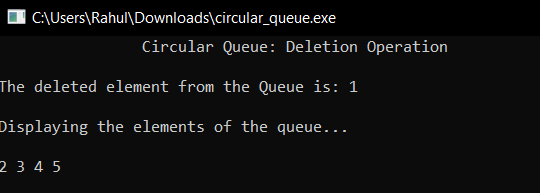 C:\Users\Rahul\Downloads\circular_queue.exe
Circular Queue: Deletion Operation
The deleted element from the Queue is: 1
Displaying the elements of the queue...
2 3 4 5